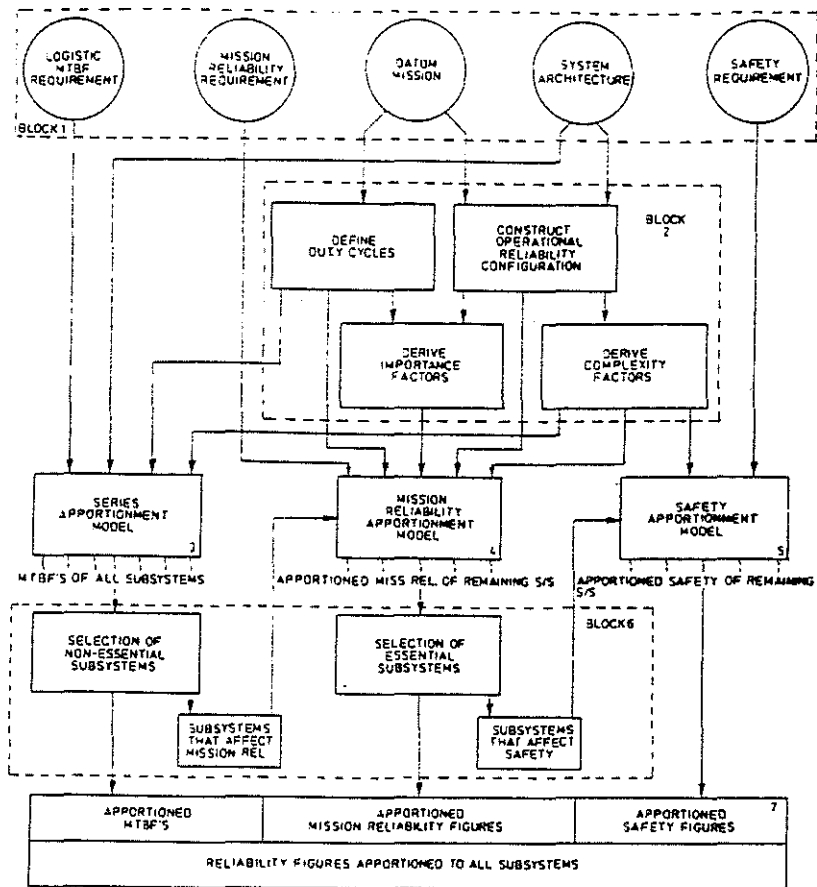 LOGISTIC
MTBF
REQUIREMENT
MISSION
RELIABILITY
REQUIREMENT
DATUM
MISSION
SYSTEM
ARCHITECTURE
SAFETY
REQUIREMENT
BLOCK 1
BLOCK
2
DEFINE
DUTY CYCLES
CONSTRUCT
OPERATIONAL
RELIABILITY
CONFIGURATION
DERIVE
IMPORTANCE
FACTORS
DERIVE
COMPLEXITY
FACTORS
SERIES
APPORTIONMENT
MODEL
3
MISSION
RELIABILITY
APPORTIONMENT
MODEL
4
SAFETY
APPORTIONMENT
MODEL
5
MTBF'S OF ALL SUBSYSTEMS
APPORTIONED MISS REL. OF REMAINING S/S
APPORTIONED SAFETY OF REMAINING
S/S
BLOCK 6
SELECTION OF
NON-ESSENTIAL
SUBSYSTEMS
SELECTION OF
ESSENTIAL
SUBSYSTEMS
SUBSYSTEMS
THAT AFFECT
MISSION REL
SUBSYSTEMS
THAT AFFECT
SAFETY
APPORTIONED
MTBF'S
APPORTIONED
MISSION RELIABILITY FIGURES
APPORTIONED
SAFETY FIGURES
7
RELIABILITY FIGURES APPORTIONED TO ALL SUBSYSTEMS